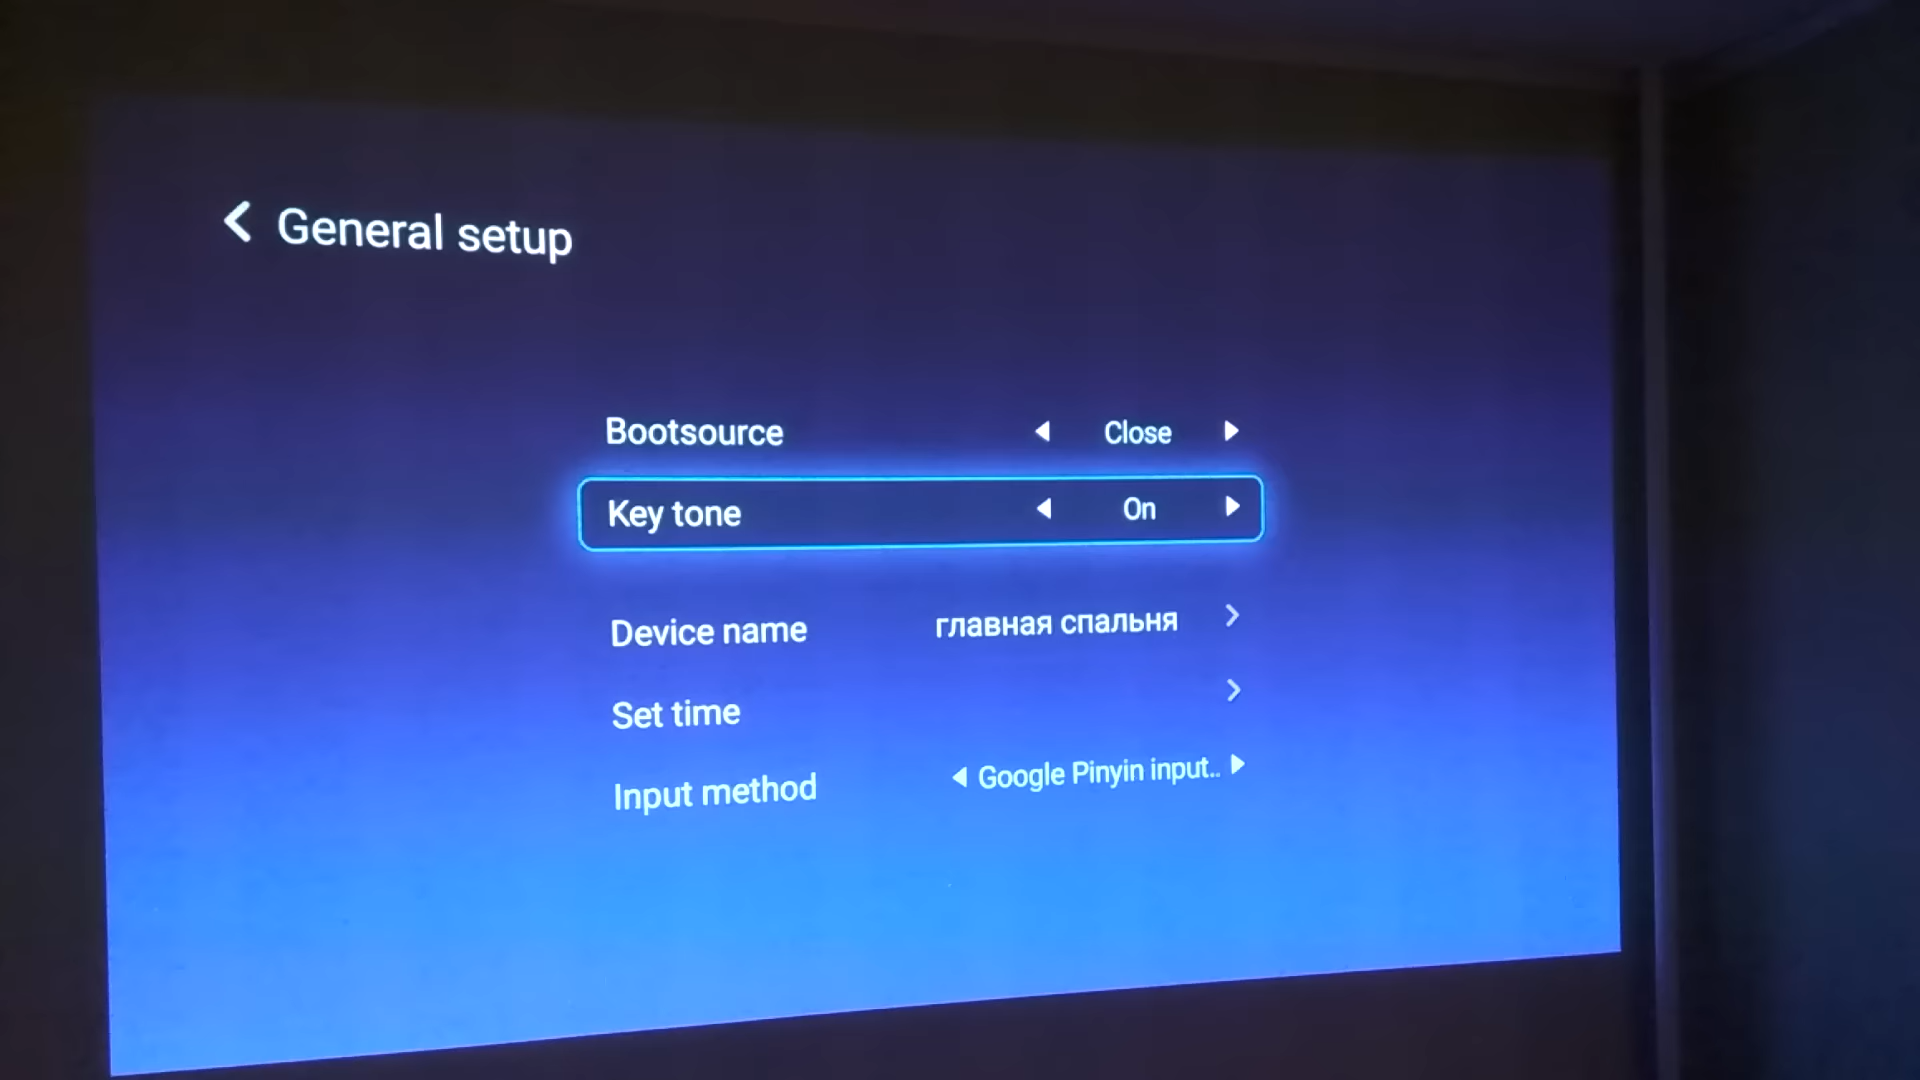 General setup
Bootsource Close
Key tone On
Device name главная спальня
Set time
Input method Google Pinyin input..